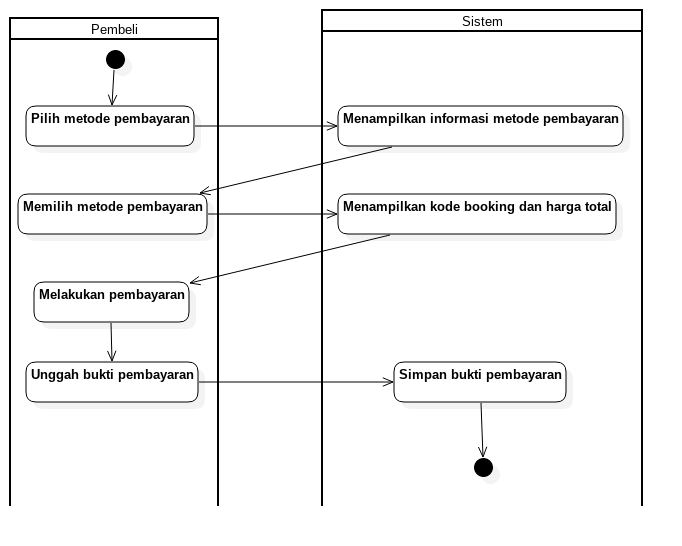 Pembeli
Sistem
Pilih metode pembayaran
Menampilkan informasi metode pembayaran
Memilih metode pembayaran
Menampilkan kode booking dan harga total
Melakukan pembayaran
Unggah bukti pembayaran
Simpan bukti pembayaran